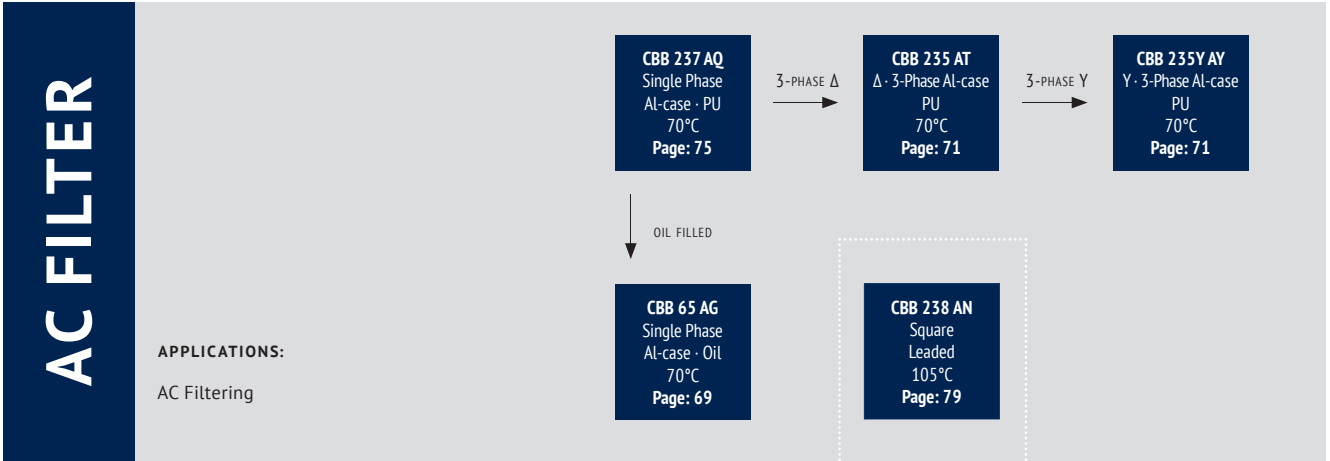 AC FILTER
CBB 237 AQ
Single Phase
Al-case · PU
70°C
Page: 75
3-PHASE Δ
CBB 235 AT
Δ · 3-Phase Al-case
PU
70°C
Page: 71
3-PHASE Y
CBB 235Y AY
Y · 3-Phase Al-case
PU
70°C
Page: 71
OIL FILLED
CBB 65 AG
Single Phase
Al-case · Oil
70°C
Page: 69
CBB 238 AN
Square
Leaded
105°C
Page: 79
APPLICATIONS:
AC Filtering